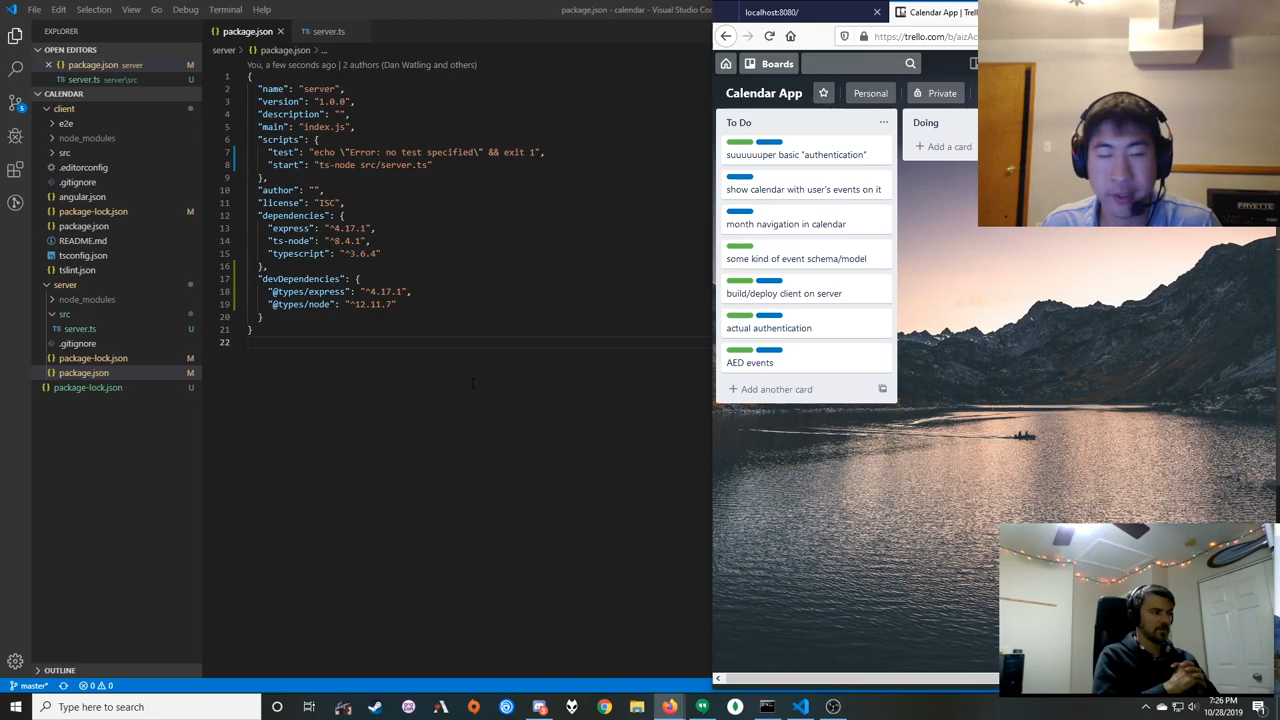 File Edit Selection View Go Debug Terminal Help
package.json - calendar - Visual Studio Cod
EXPLORER
OPEN EDITORS
package.json server M
server.ts server\src U
CALENDAR
client
e2e
node_modules
src
.editorconfig
.gitignore
angular.json
package-lock.json M
package.json
README.md
tsconfig.json
tslint.json
server
node_modules
src
server.ts U
.gitignore
package-lock.json M
package.json M
package-lock.json U
OUTLINE
5
package.json
server.ts
server > package.json > ...
You, a few seconds ago | 2 authors (Dan Watling and others)
1 {
2 "name": "server",
3 "version": "1.0.0",
4 "description": "",
5 "main": "index.js",
6 "scripts": {
7 "test": "echo \"Error: no test specified\" && exit 1",
8 "start": "ts-node src/server.ts"
9 },
10 "author": "",
11 "license": "ISC",
12 "dependencies": {
13 "express": "^4.17.1",
14 "ts-node": "^8.4.1",
15 "typescript": "^3.6.4"
16 },
17 "devDependencies": {
18 "@types/express": "^4.17.1",
19 "@types/node": "^12.11.7"
20 }
21 }
22
master*
0 0
localhost:8080/
Calendar App | Trel
https://trello.com/b/aizAc
Boards
Calendar App
Personal
Private
To Do
suuuuuuper basic "authentication"
show calendar with user's events on it
month navigation in calendar
some kind of event schema/model
build/deploy client on server
actual authentication
AED events
+ Add another card
Doing
+ Add a card
Type here to search
7:26 PM
10/28/2019